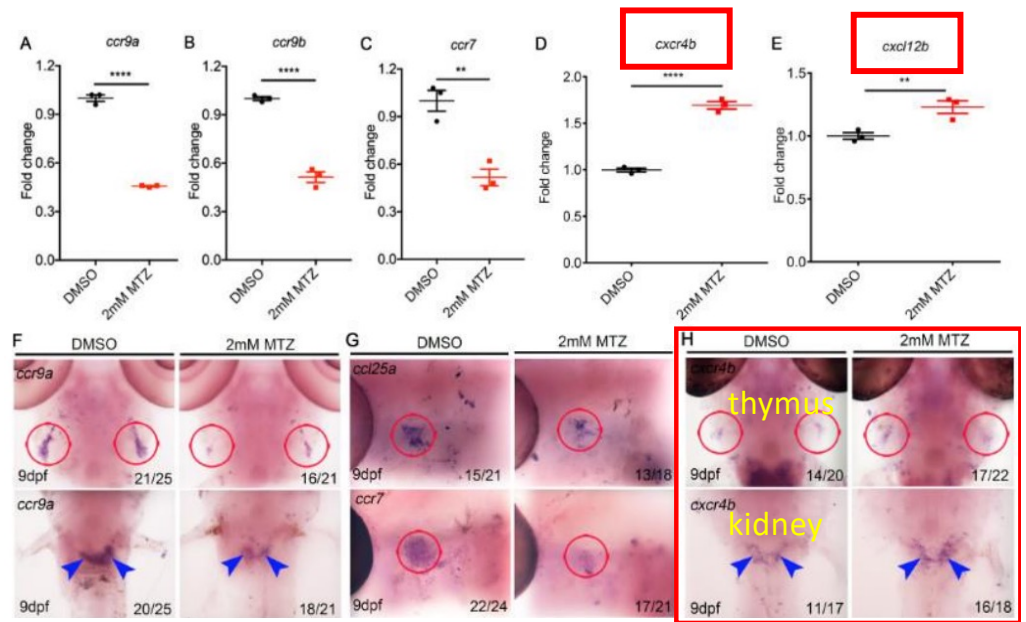 A
ccr9a
****
Fold change
1.2
0.9
0.6
0.3
0.0
DMSO
2mM MTZ
B
ccr9b
****
Fold change
1.2
0.9
0.6
0.3
0.0
DMSO
2mM MTZ
C
ccr7
**
Fold change
1.2
0.9
0.6
0.3
0.0
DMSO
2mM MTZ
D
cxcr4b
****
Fold change
2.0
1.5
1.0
0.5
0.0
DMSO
2mM MTZ
E
cxcl12b
**
Fold change
1.5
1.0
0.5
0.0
DMSO
2mM MTZ
F
DMSO
2mM MTZ
ccr9a
9dpf
21/25
16/21
ccr9a
9dpf
20/25
18/21
G
DMSO
2mM MTZ
ccl25a
9dpf
15/21
13/18
ccr7
9dpf
22/24
17/21
H
DMSO
2mM MTZ
cxcr4b
thymus
9dpf
14/20
17/22
cxcr4b
kidney
9dpf
11/17
16/18